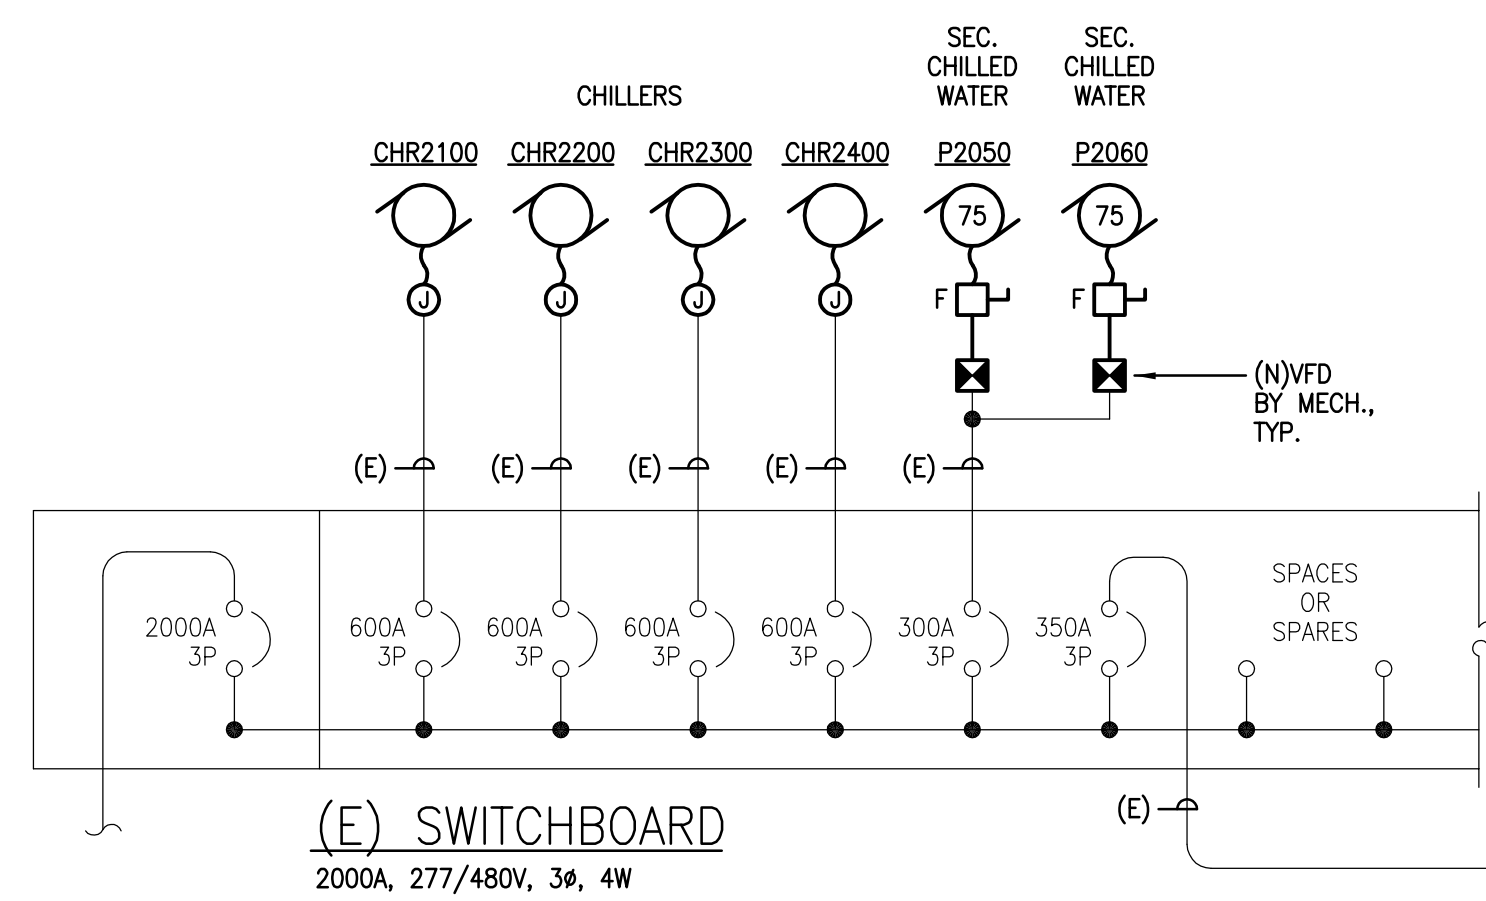 SEC.
CHILLED
WATER
SEC.
CHILLED
WATER
CHILLERS
CHR2100
CHR2200
CHR2300
CHR2400
P2050
P2060
75
75
J
J
J
J
F
F
(N)VFD
BY MECH.,
TYP.
(E)
(E)
(E)
(E)
(E)
2000A
3P
600A
3P
600A
3P
600A
3P
600A
3P
300A
3P
350A
3P
SPACES
OR
SPARES
(E)
(E) SWITCHBOARD
2000A, 277/480V, 3ø, 4W